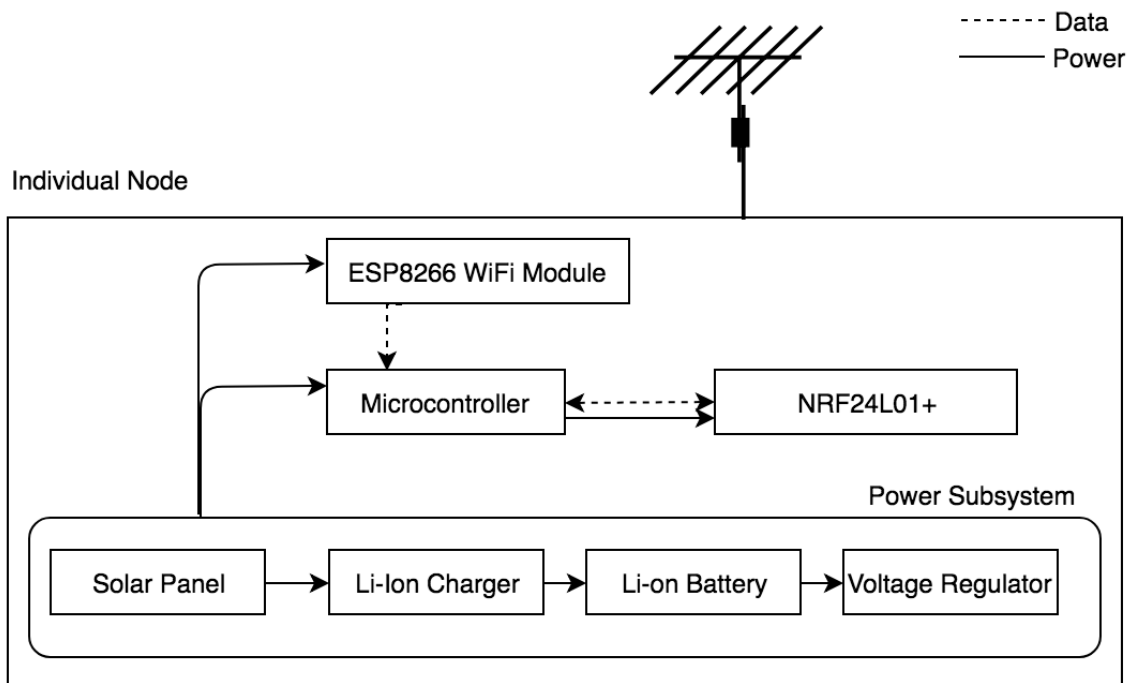 Data
Power
Individual Node
ESP8266 WiFi Module
Microcontroller
NRF24L01+
Power Subsystem
Solar Panel
Li-Ion Charger
Li-on Battery
Voltage Regulator